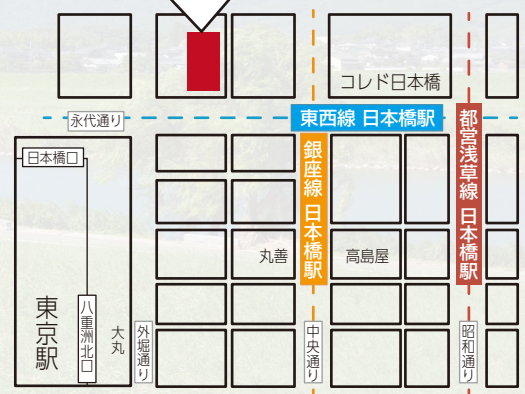 コレド日本橋
永代通り
東西線 日本橋駅
都営浅草線 日本橋駅
銀座線 日本橋駅
日本橋口
丸善
高島屋
東京駅
八重洲北口
大丸
外堀通り
中央通り
昭和通り